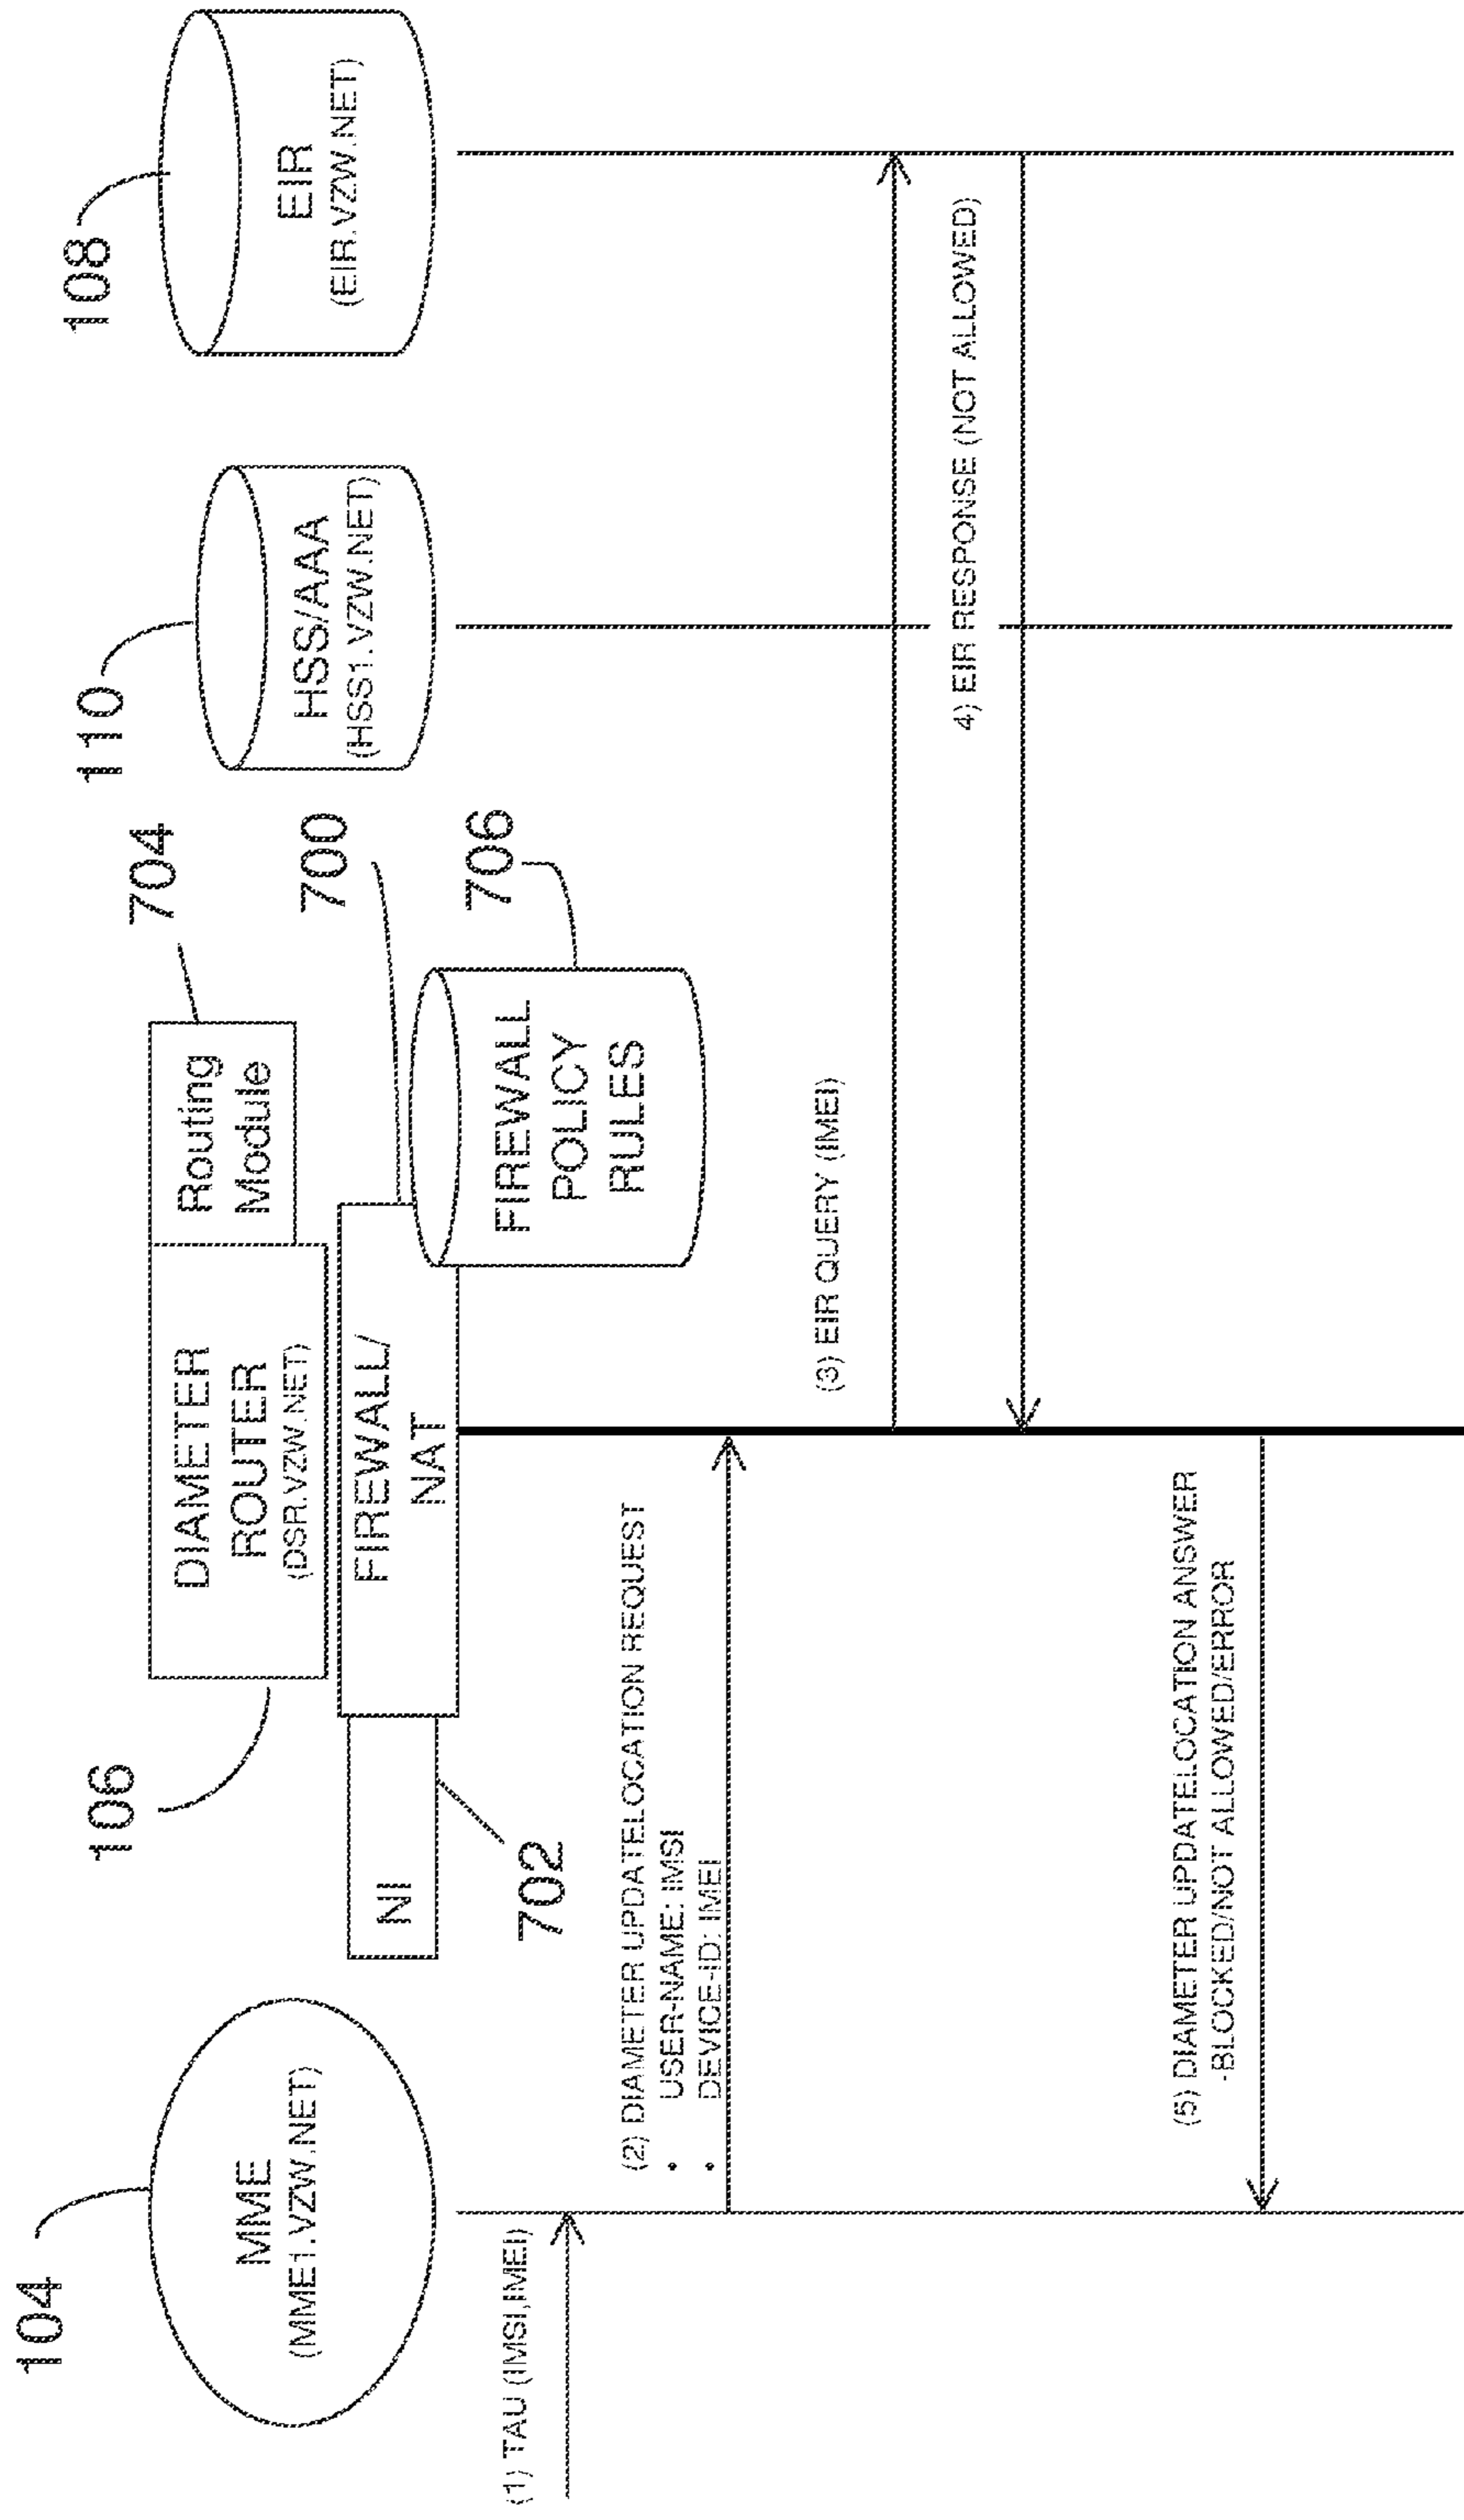 104
MME
(MME1.VZW.NET)
106
DIAMETER
ROUTER
(DSR.VZW.NET)
Routing
Module
704
NI
702
FIREWALL/
NAT
700
FIREWALL
POLICY
RULES
706
110
HSS/AAA
(HSS1.VZW.NET)
108
EIR
(EIR.VZW.NET)
(1) TAU (IMSI,IMEI)
(2) DIAMETER UPDATELOCATION REQUEST
• USER-NAME: IMSI
• DEVICE-ID: IMEI
(3) EIR QUERY (IMEI)
4) EIR RESPONSE (NOT ALLOWED)
(5) DIAMETER UPDATELOCATION ANSWER
-BLOCKED/NOT ALLOWED/ERROR